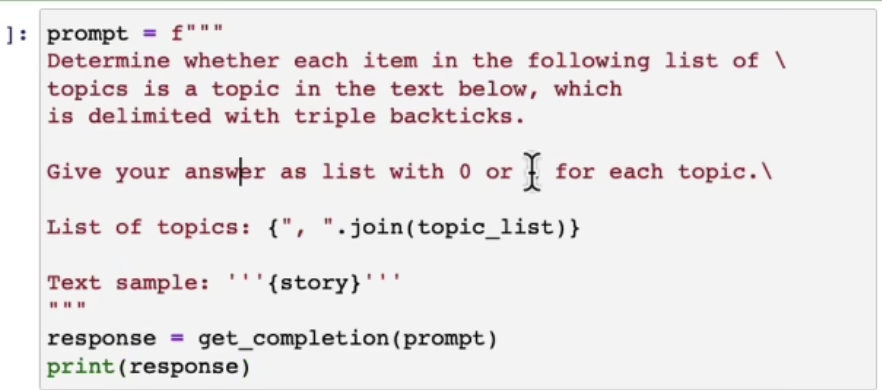 ]: prompt = f"""
Determine whether each item in the following list of \
topics is a topic in the text below, which
is delimited with triple backticks.
Give your answer as list with 0 or for each topic.\
List of topics: {", ".join(topic_list)}
Text sample: '''{story}'''
"""
response = get_completion(prompt)
print(response)